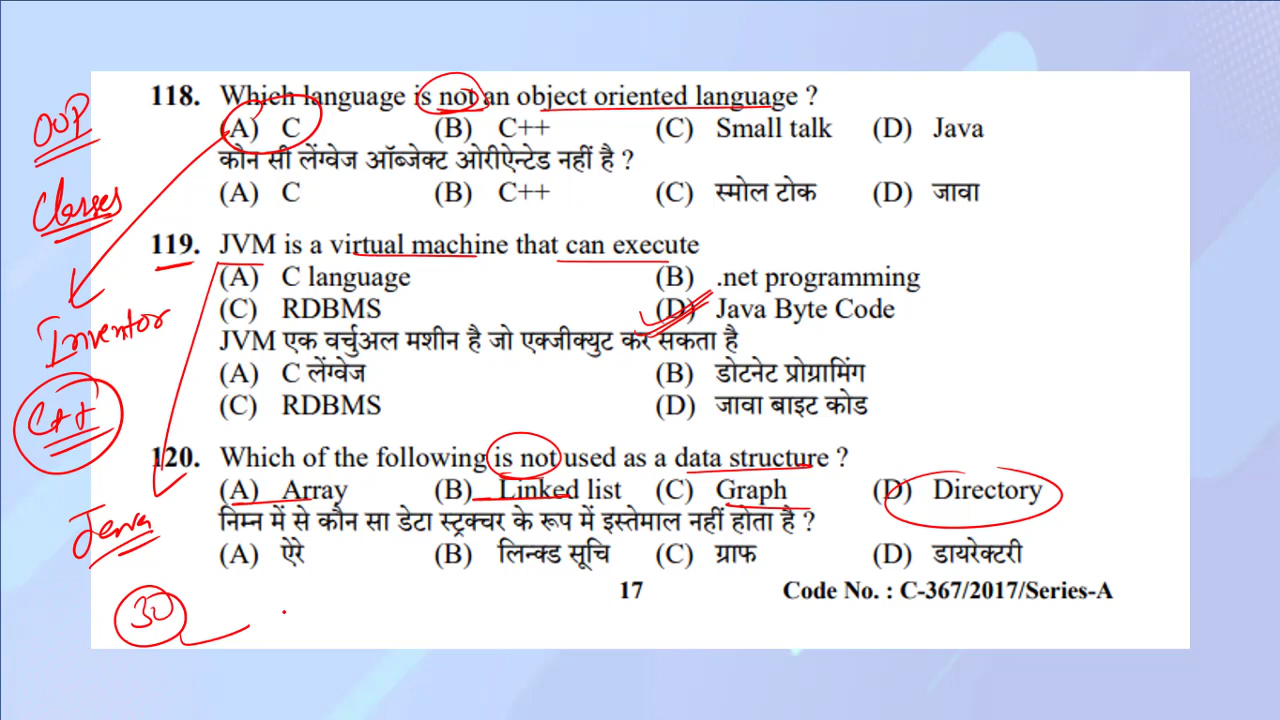 118. Which language is not an object oriented language ?
(A) C (B) C++ (C) Small talk (D) Java
कौन सी लेंग्वेज ऑब्जेक्ट ओरीऐन्टेड नहीं है ?
(A) C (B) C++ (C) स्मोल टोक (D) जावा
119. JVM is a virtual machine that can execute
(A) C language (B) .net programming
(C) RDBMS (D) Java Byte Code
JVM एक वर्चुअल मशीन है जो एक्जीक्युट कर सकता है
(A) C लेंग्वेज (B) डोटनेट प्रोग्रामिंग
(C) RDBMS (D) जावा बाइट कोड
120. Which of the following is not used as a data structure ?
(A) Array (B) Linked list (C) Graph (D) Directory
निम्न में से कौन सा डेटा स्ट्रक्चर के रूप में इस्तेमाल नहीं होता है ?
(A) ऐरे (B) लिन्क्ड सूचि (C) ग्राफ (D) डायरेक्टरी
17 Code No. : C-367/2017/Series-A
OOP
Classes
Inventor
C++
Java
30